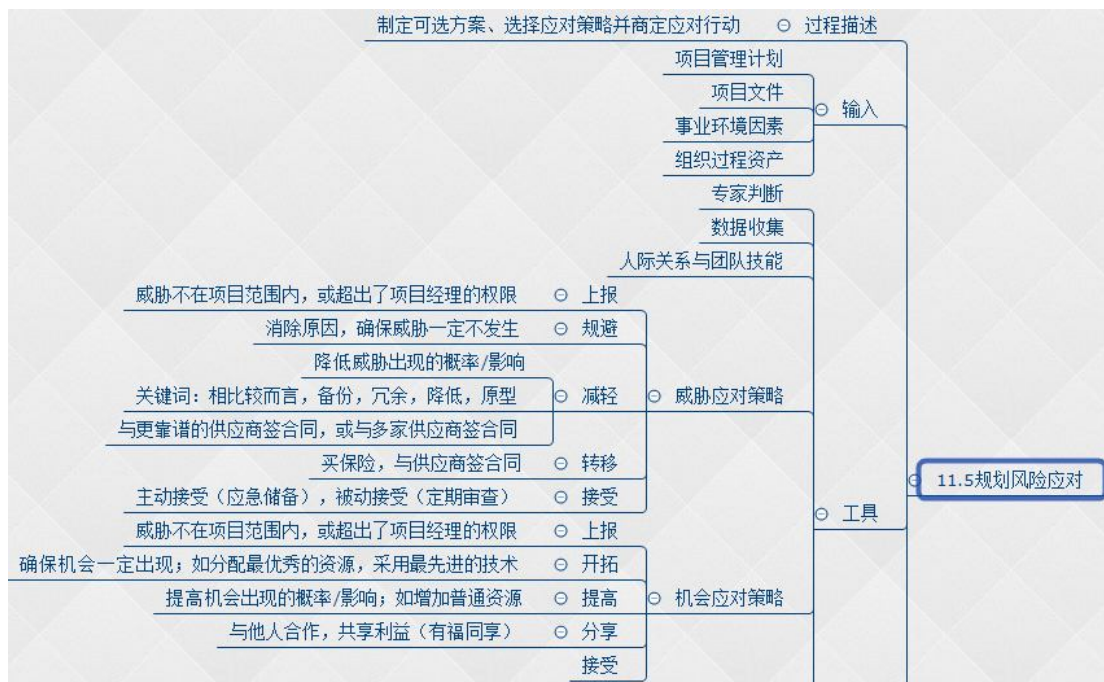 制定可选方案、选择应对策略并商定应对行动 过程描述
项目管理计划
项目文件
输入
事业环境因素
组织过程资产
专家判断
数据收集
人际关系与团队技能
威胁不在项目范围内，或超出了项目经理的权限 上报
消除原因，确保威胁一定不发生 规避
降低威胁出现的概率/影响
关键词：相比较而言，备份，冗余，降低，原型 减轻 威胁应对策略
与更靠谱的供应商签合同，或与多家供应商签合同
买保险，与供应商签合同 转移
11.5规划风险应对
主动接受（应急储备），被动接受（定期审查） 接受
工具
威胁不在项目范围内，或超出了项目经理的权限 上报
确保机会一定出现；如分配最优秀的资源，采用最先进的技术 开拓
提高机会出现的概率/影响；如增加普通资源 提高 机会应对策略
与他人合作，共享利益（有福同享） 分享
接受